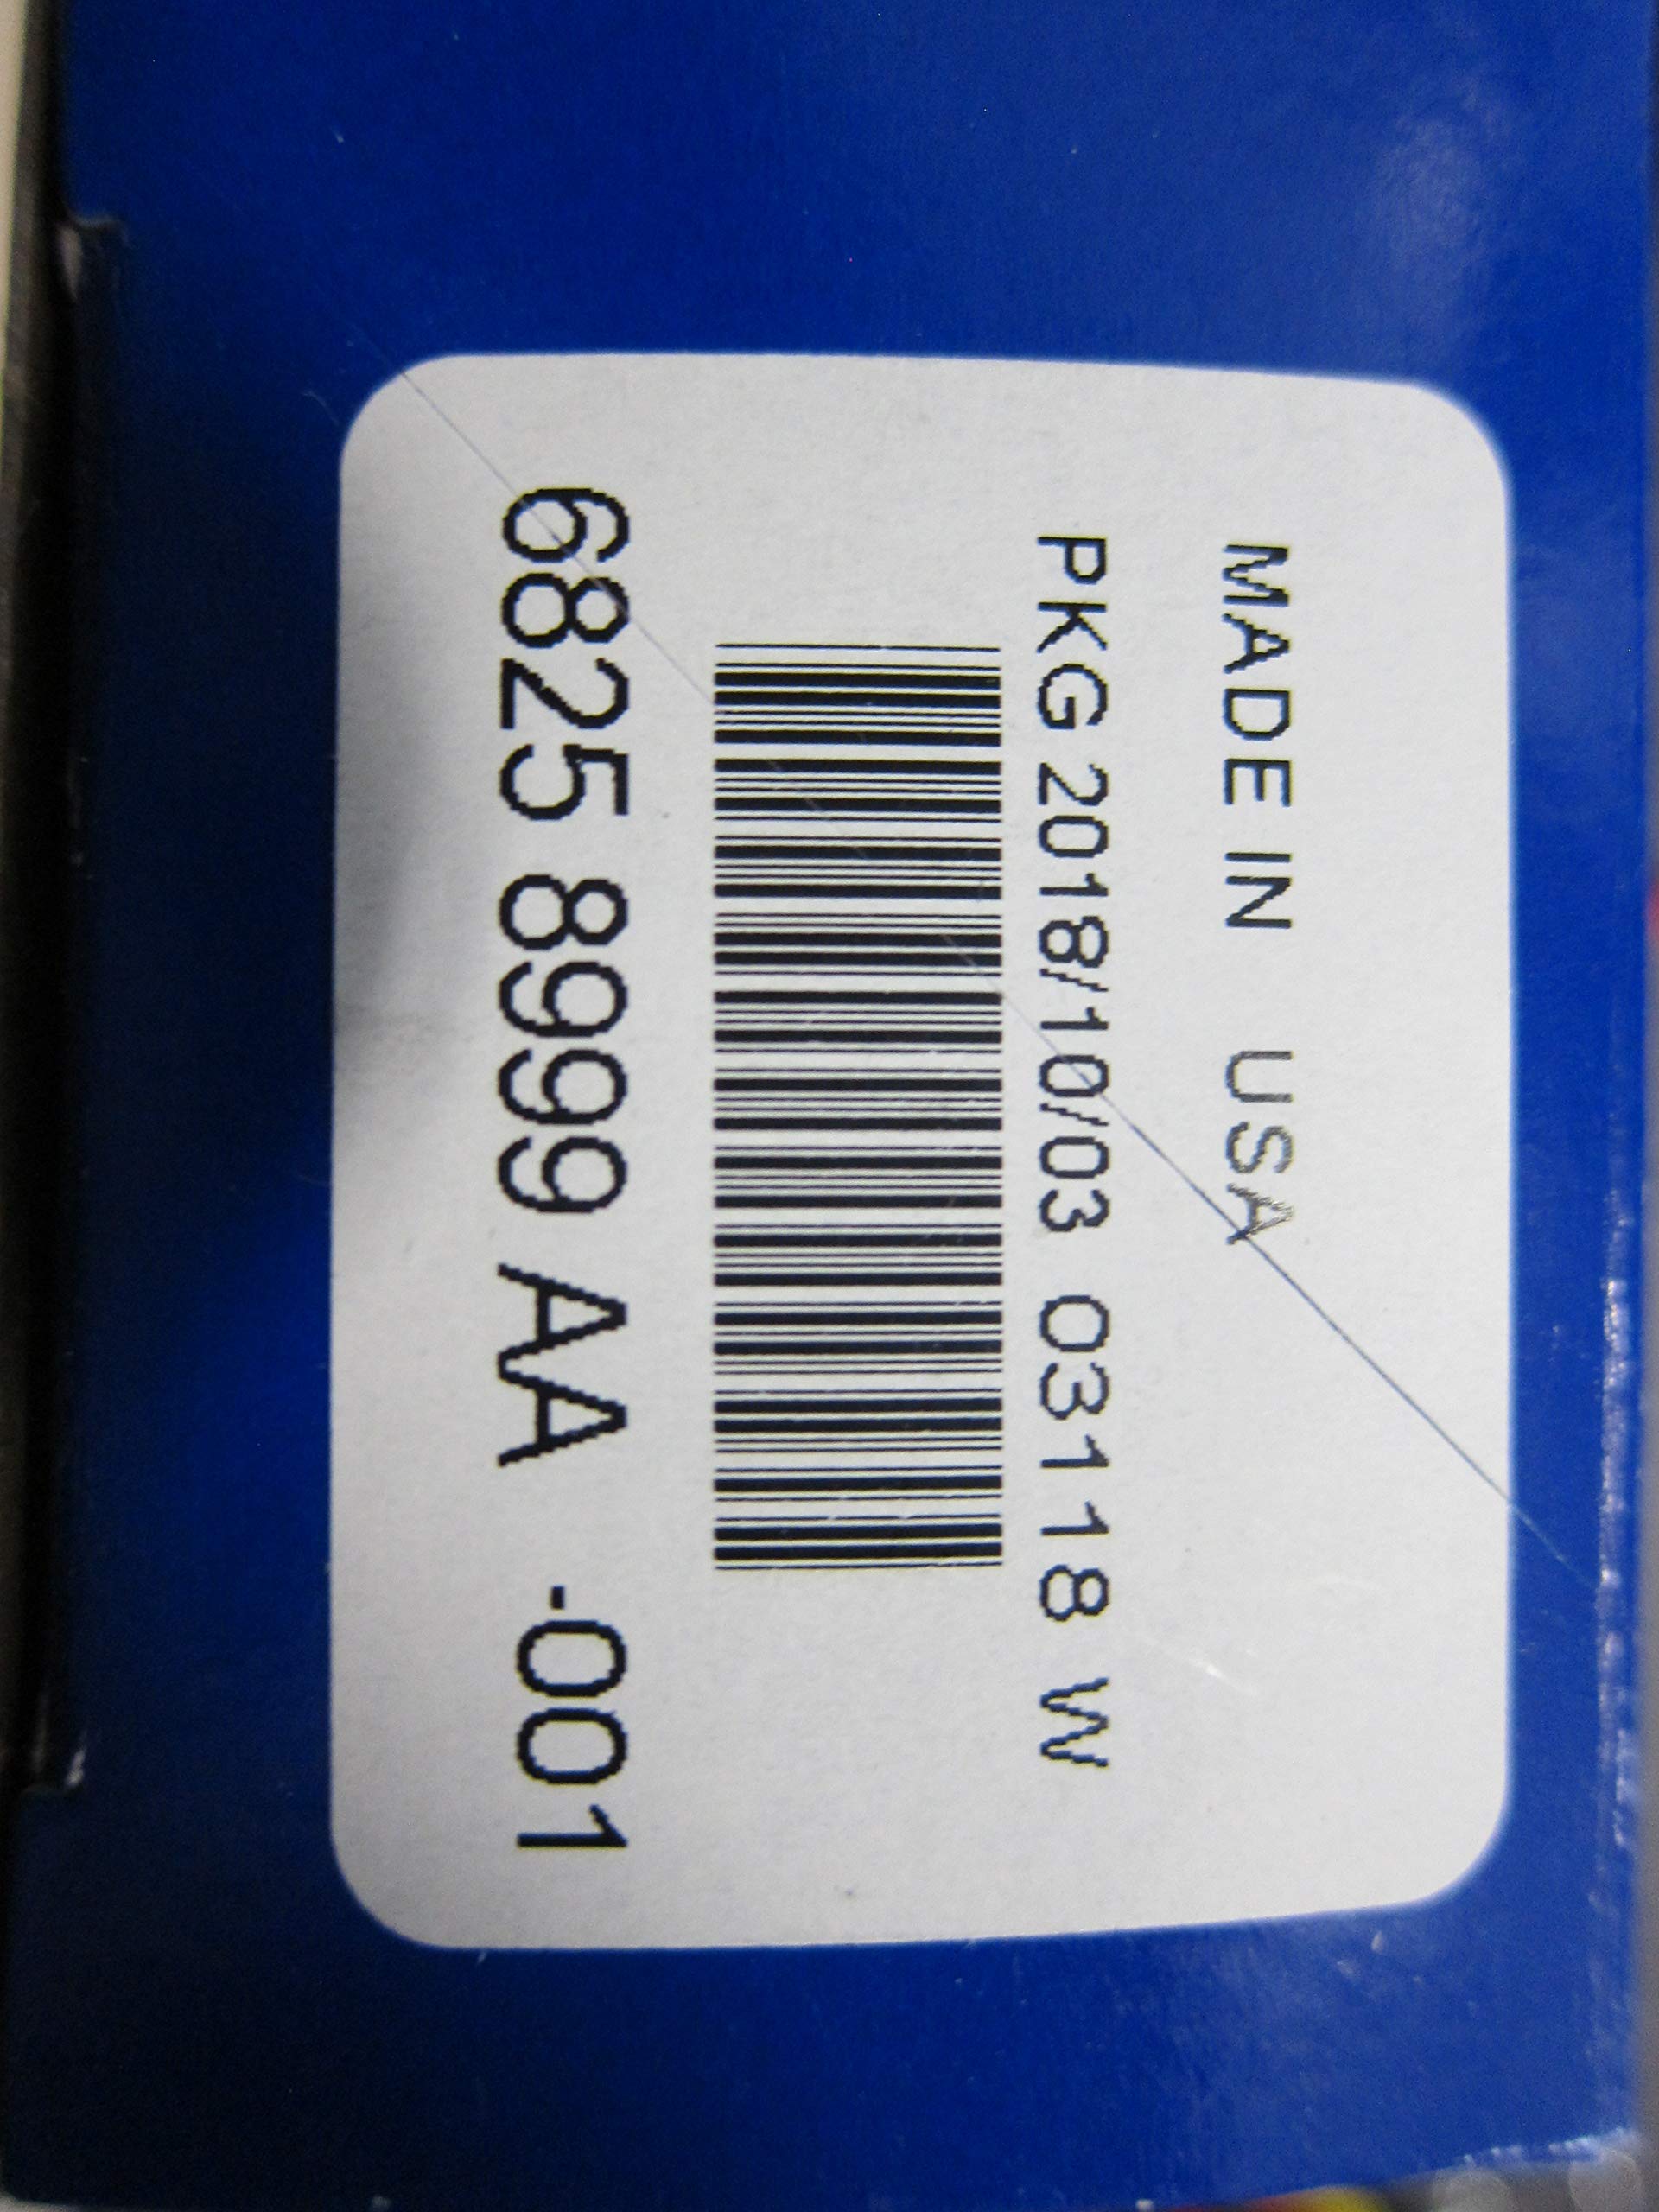 MADE IN USA
PKG 2018/10/03 03118 W
6825 8999 AA -001